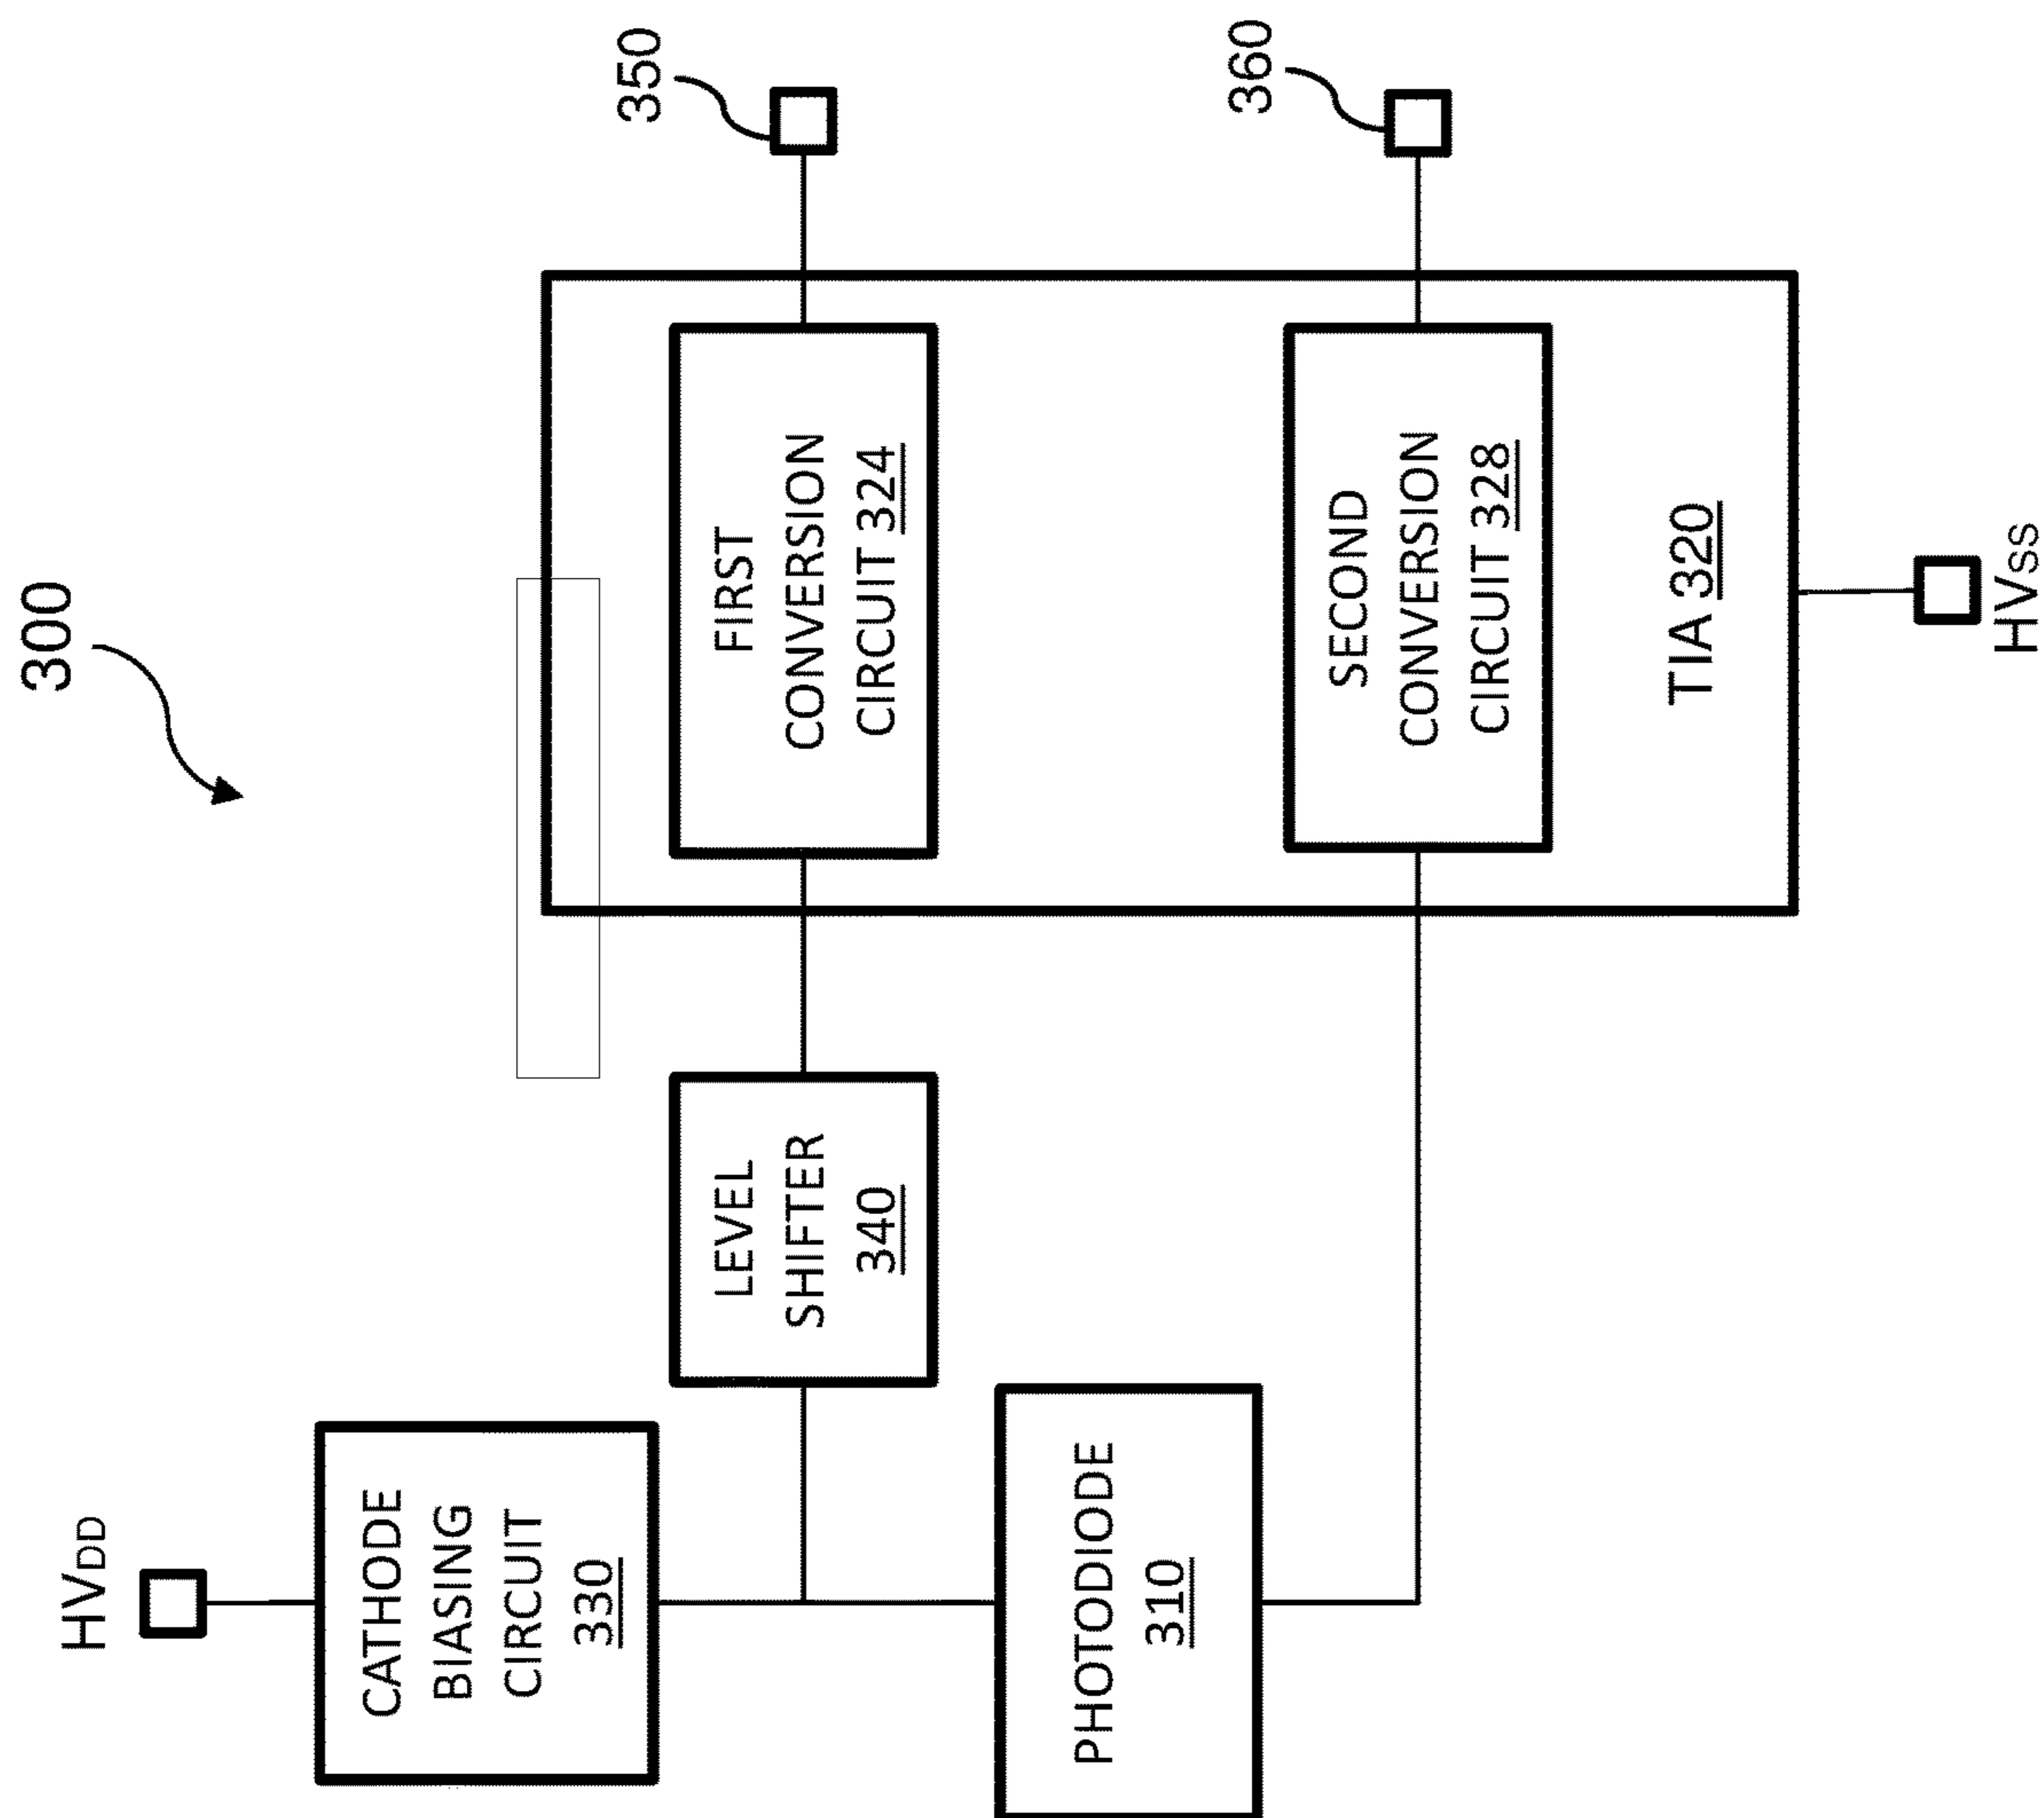 300
HVDD
CATHODE
BIASING
CIRCUIT
330
LEVEL
SHIFTER
340
PHOTODIODE
310
FIRST
CONVERSION
CIRCUIT 324
350
SECOND
CONVERSION
CIRCUIT 328
360
TIA 320
HVSS